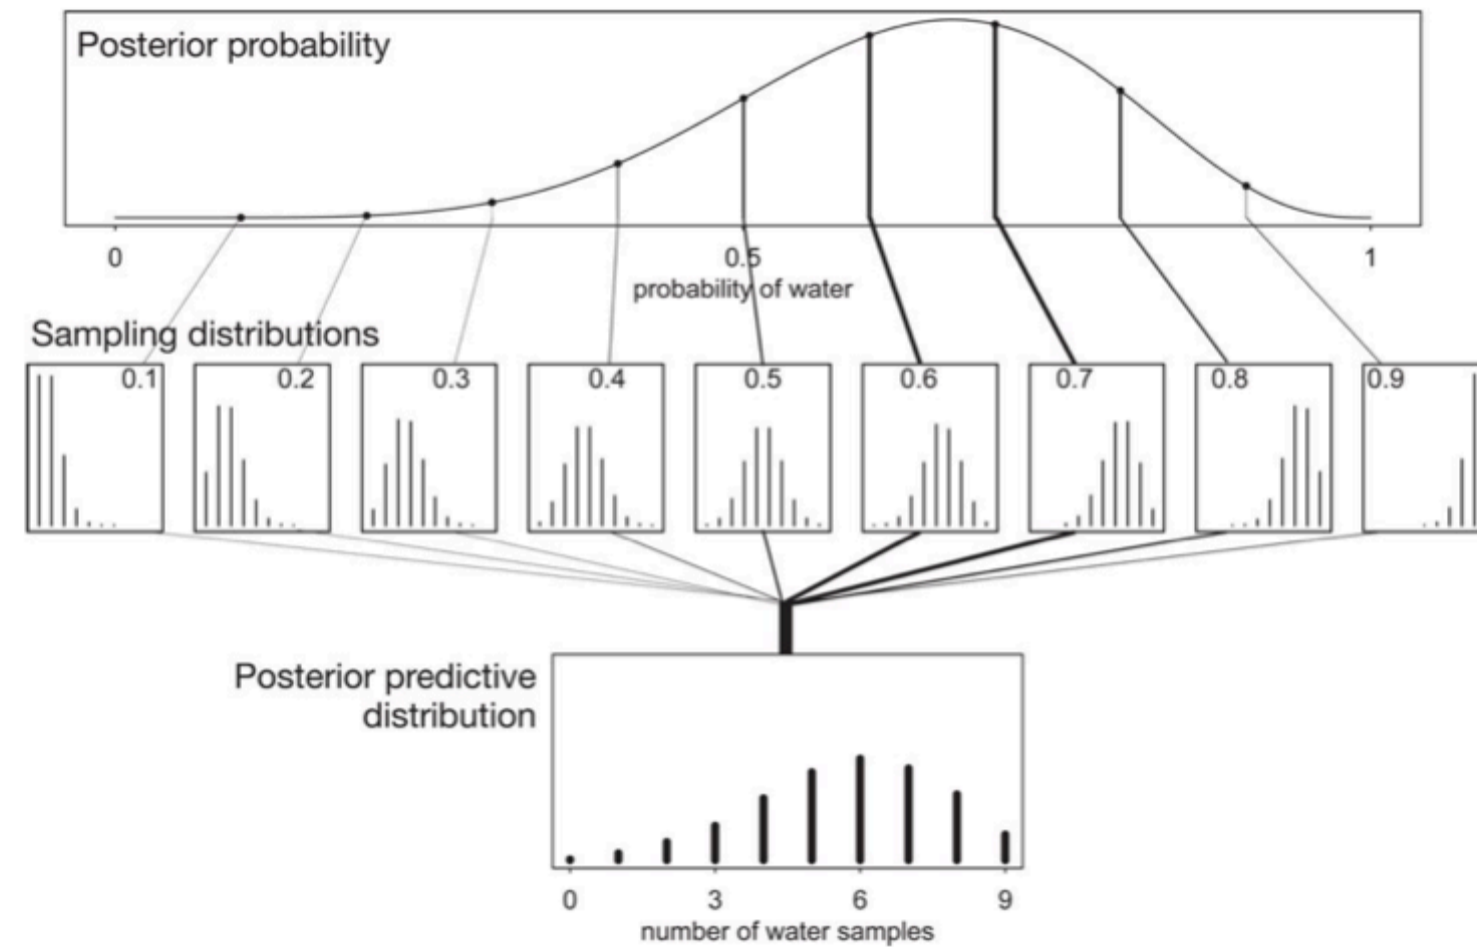 Posterior probability
0 0.5 1
probability of water
Sampling distributions
0.1 0.2 0.3 0.4 0.5 0.6 0.7 0.8 0.9
Posterior predictive
distribution
0 3 6 9
number of water samples